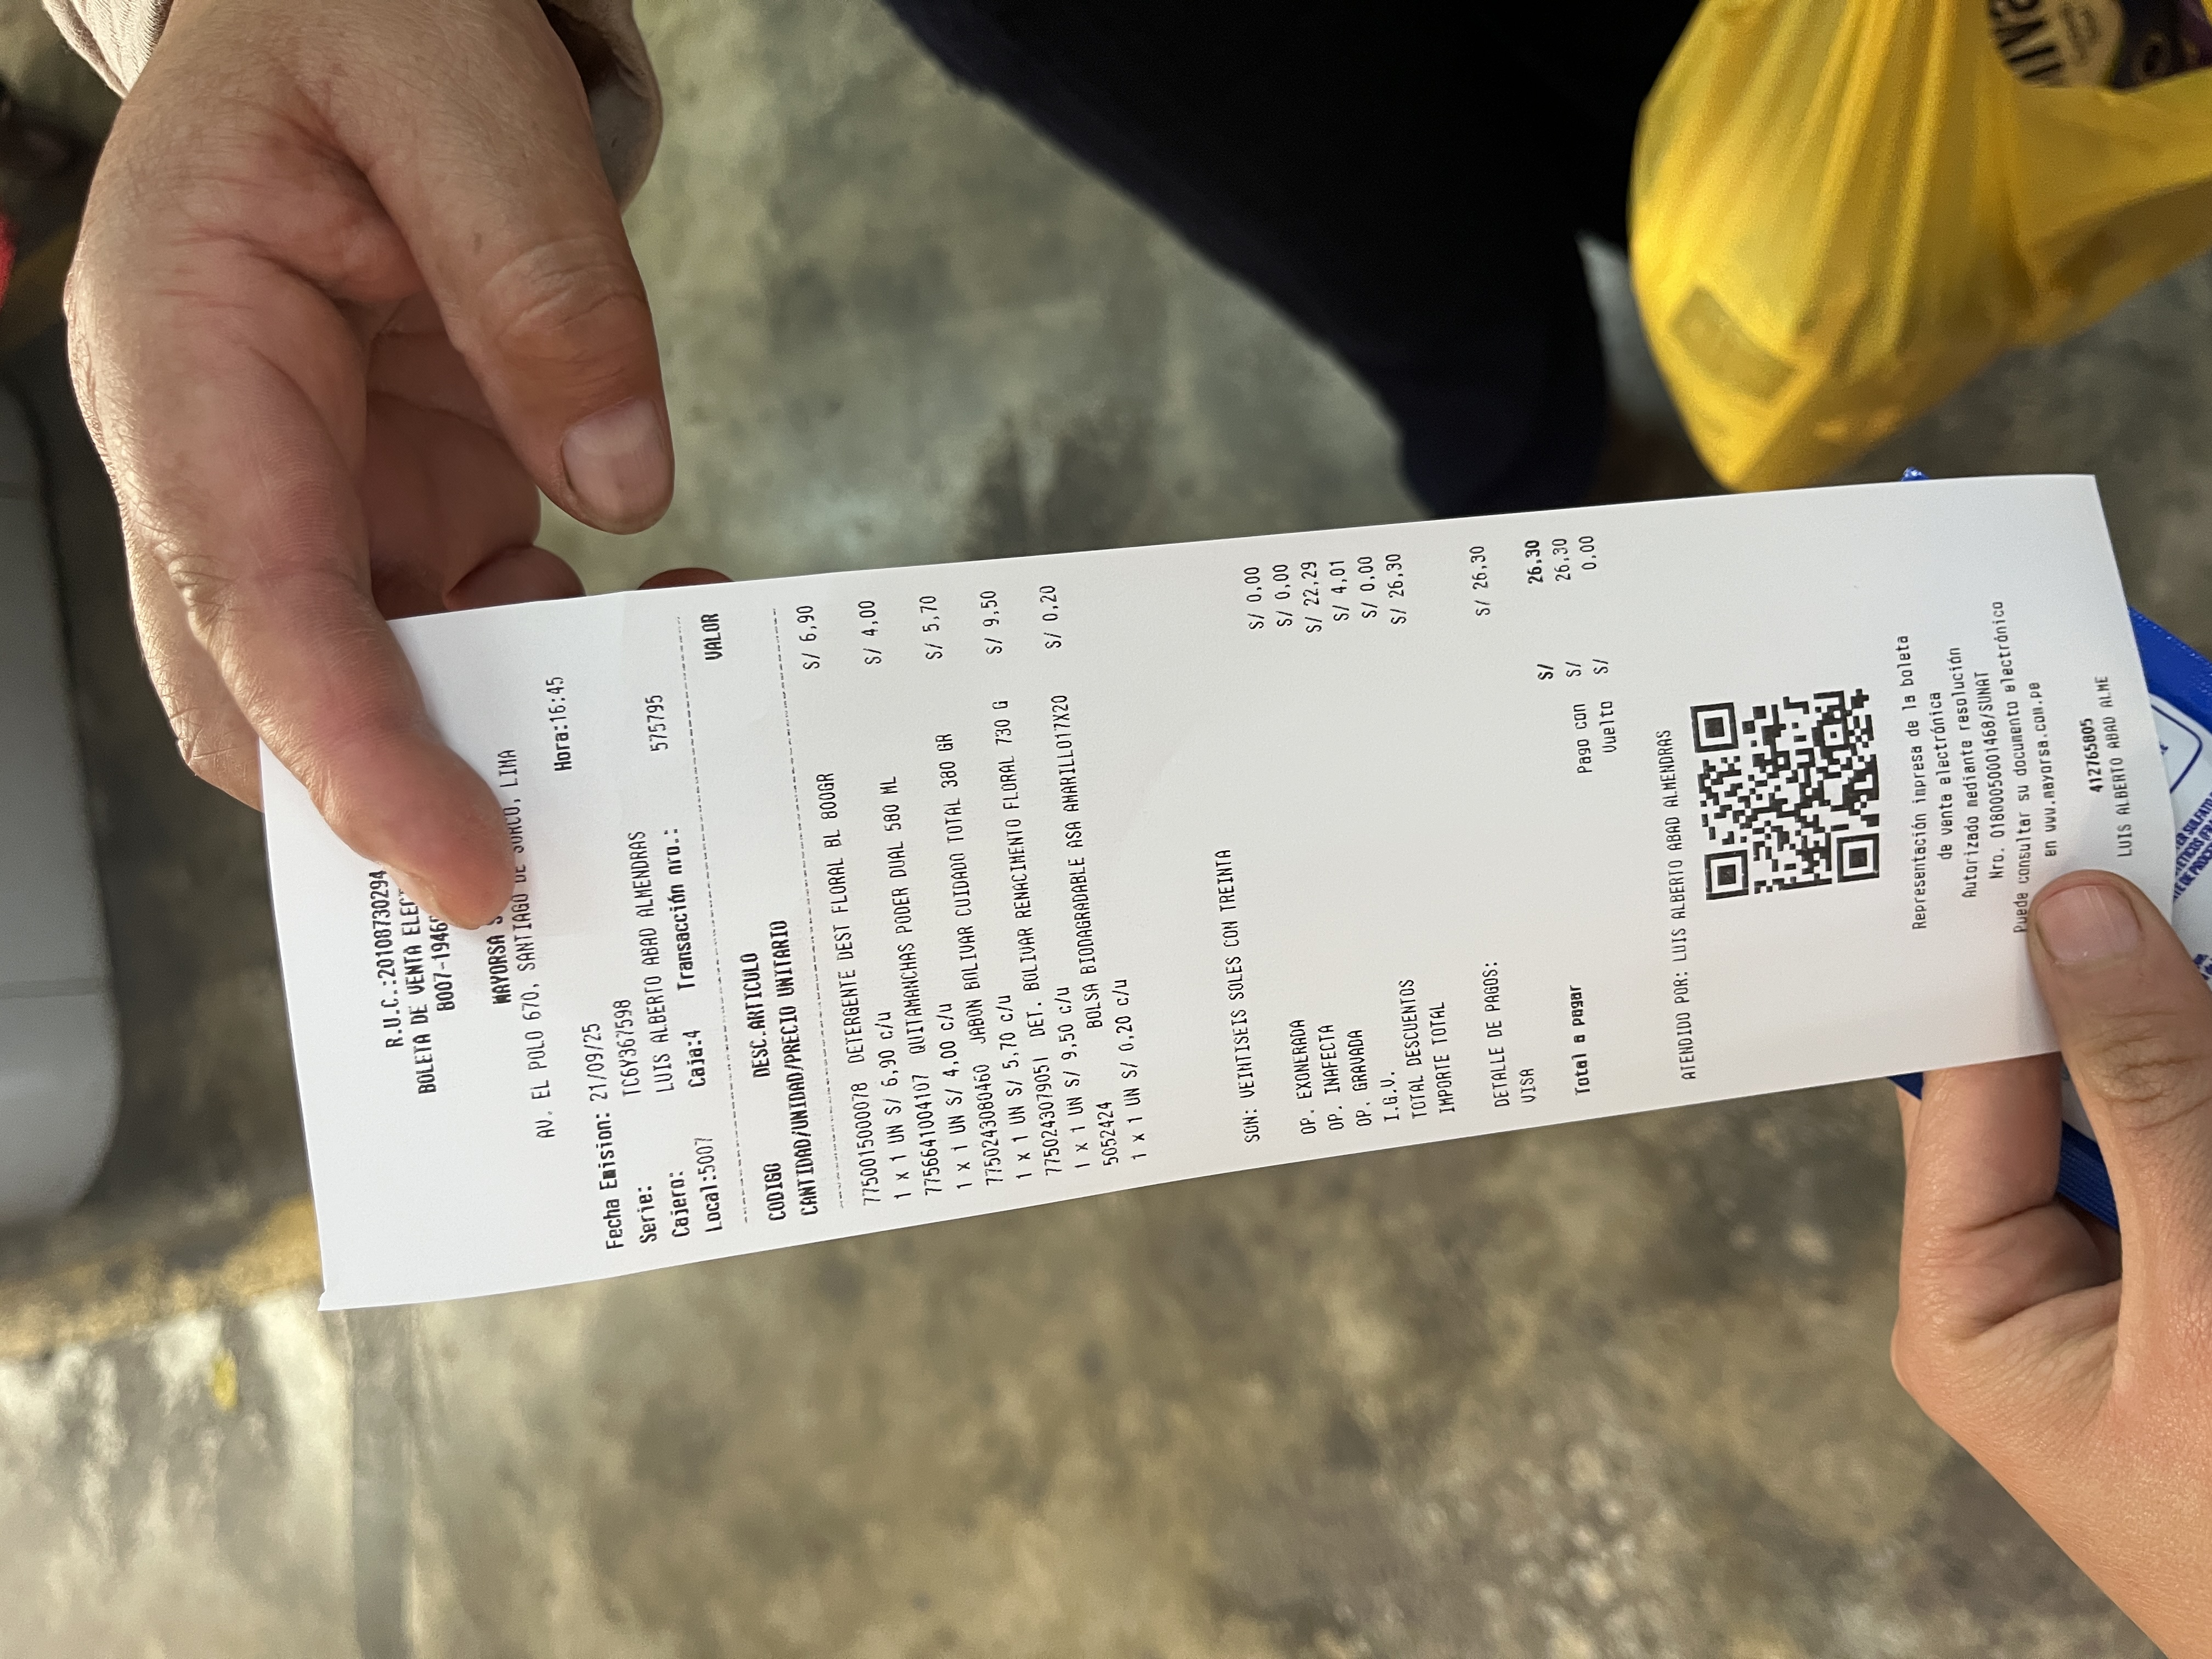 R.U.C.:20108730294
BOLETA DE VENTA
B007-1946
MAYORSA
AV. EL POLO 670, SANTIAGO DE SURCO, LIMA
Hora:16:45
Fecha Emision: 21/09/25
Serie: TC6Y367598
Cajero: LUIS ALBERTO ABAD ALMENDRAS
Local:5007 Caja:4 Transacción nro.: 575795
VALOR
CODIGO DESC.ARTICULO
CANTIDAD/UNIDAD/PRECIO UNITARIO
7750015000078 DETERGENTE DEST FLORAL BL 800GR S/ 6,90
1 x 1 UN S/ 6,90 c/u
7756641004107 QUITAMANCHAS PODER DUAL 580 ML S/ 4,00
1 x 1 UN S/ 4,00 c/u
7750243080460 JABON BOLIVAR CUIDADO TOTAL 380 GR S/ 5,70
1 x 1 UN S/ 5,70 c/u
7750243079051 DET. BOLIVAR RENACIMENTO FLORAL 730 G S/ 9,50
1 x 1 UN S/ 9,50 c/u
5052424 BOLSA BIODAGRADABLE ASA AMARILLO17X20 S/ 0,20
1 x 1 UN S/ 0,20 c/u
SON: VEINTISEIS SOLES CON TREINTA
OP. EXONERADA S/ 0,00
OP. INAFECTA S/ 0,00
OP. GRAVADA S/ 22,29
I.G.V. S/ 4,01
TOTAL DESCUENTOS S/ 0,00
IMPORTE TOTAL S/ 26,30
DETALLE DE PAGOS:
VISA S/ 26,30
Total a pagar S/ 26,30
Pago con S/ 26,30
Vuelto S/ 0,00
ATENDIDO POR: LUIS ALBERTO ABAD ALMENDRAS
Representación impresa de la boleta
de venta electrónica
Autorizado mediante resolución
Nro. 01800050001468/SUNAT
Puede consultar su documento electrónico
en www.mayorsa.com.pe
412765805
LUIS ALBERTO ABAD ALME